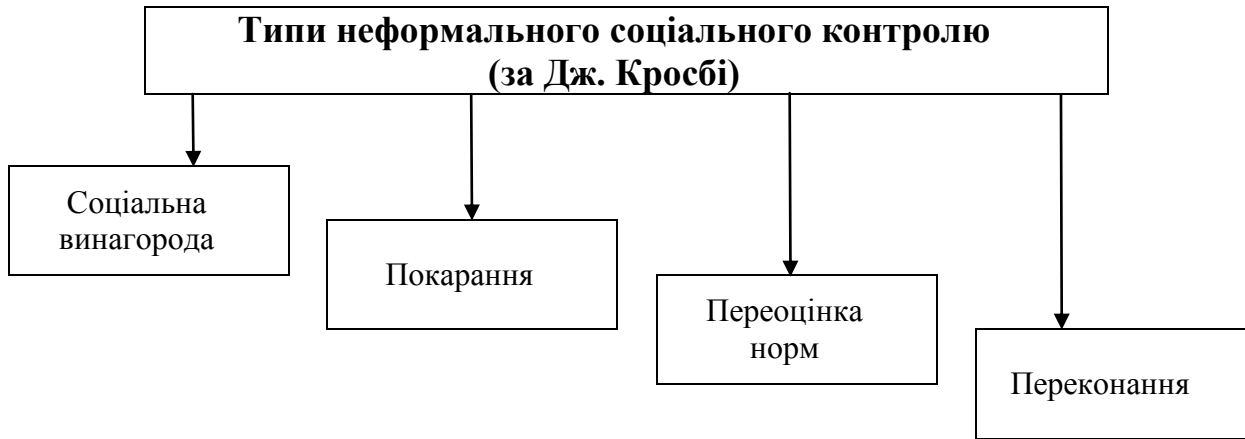 Типи неформального соціального контролю
(за Дж. Кросбі)
Соціальна
винагорода
Покарання
Переоцінка
норм
Переконання